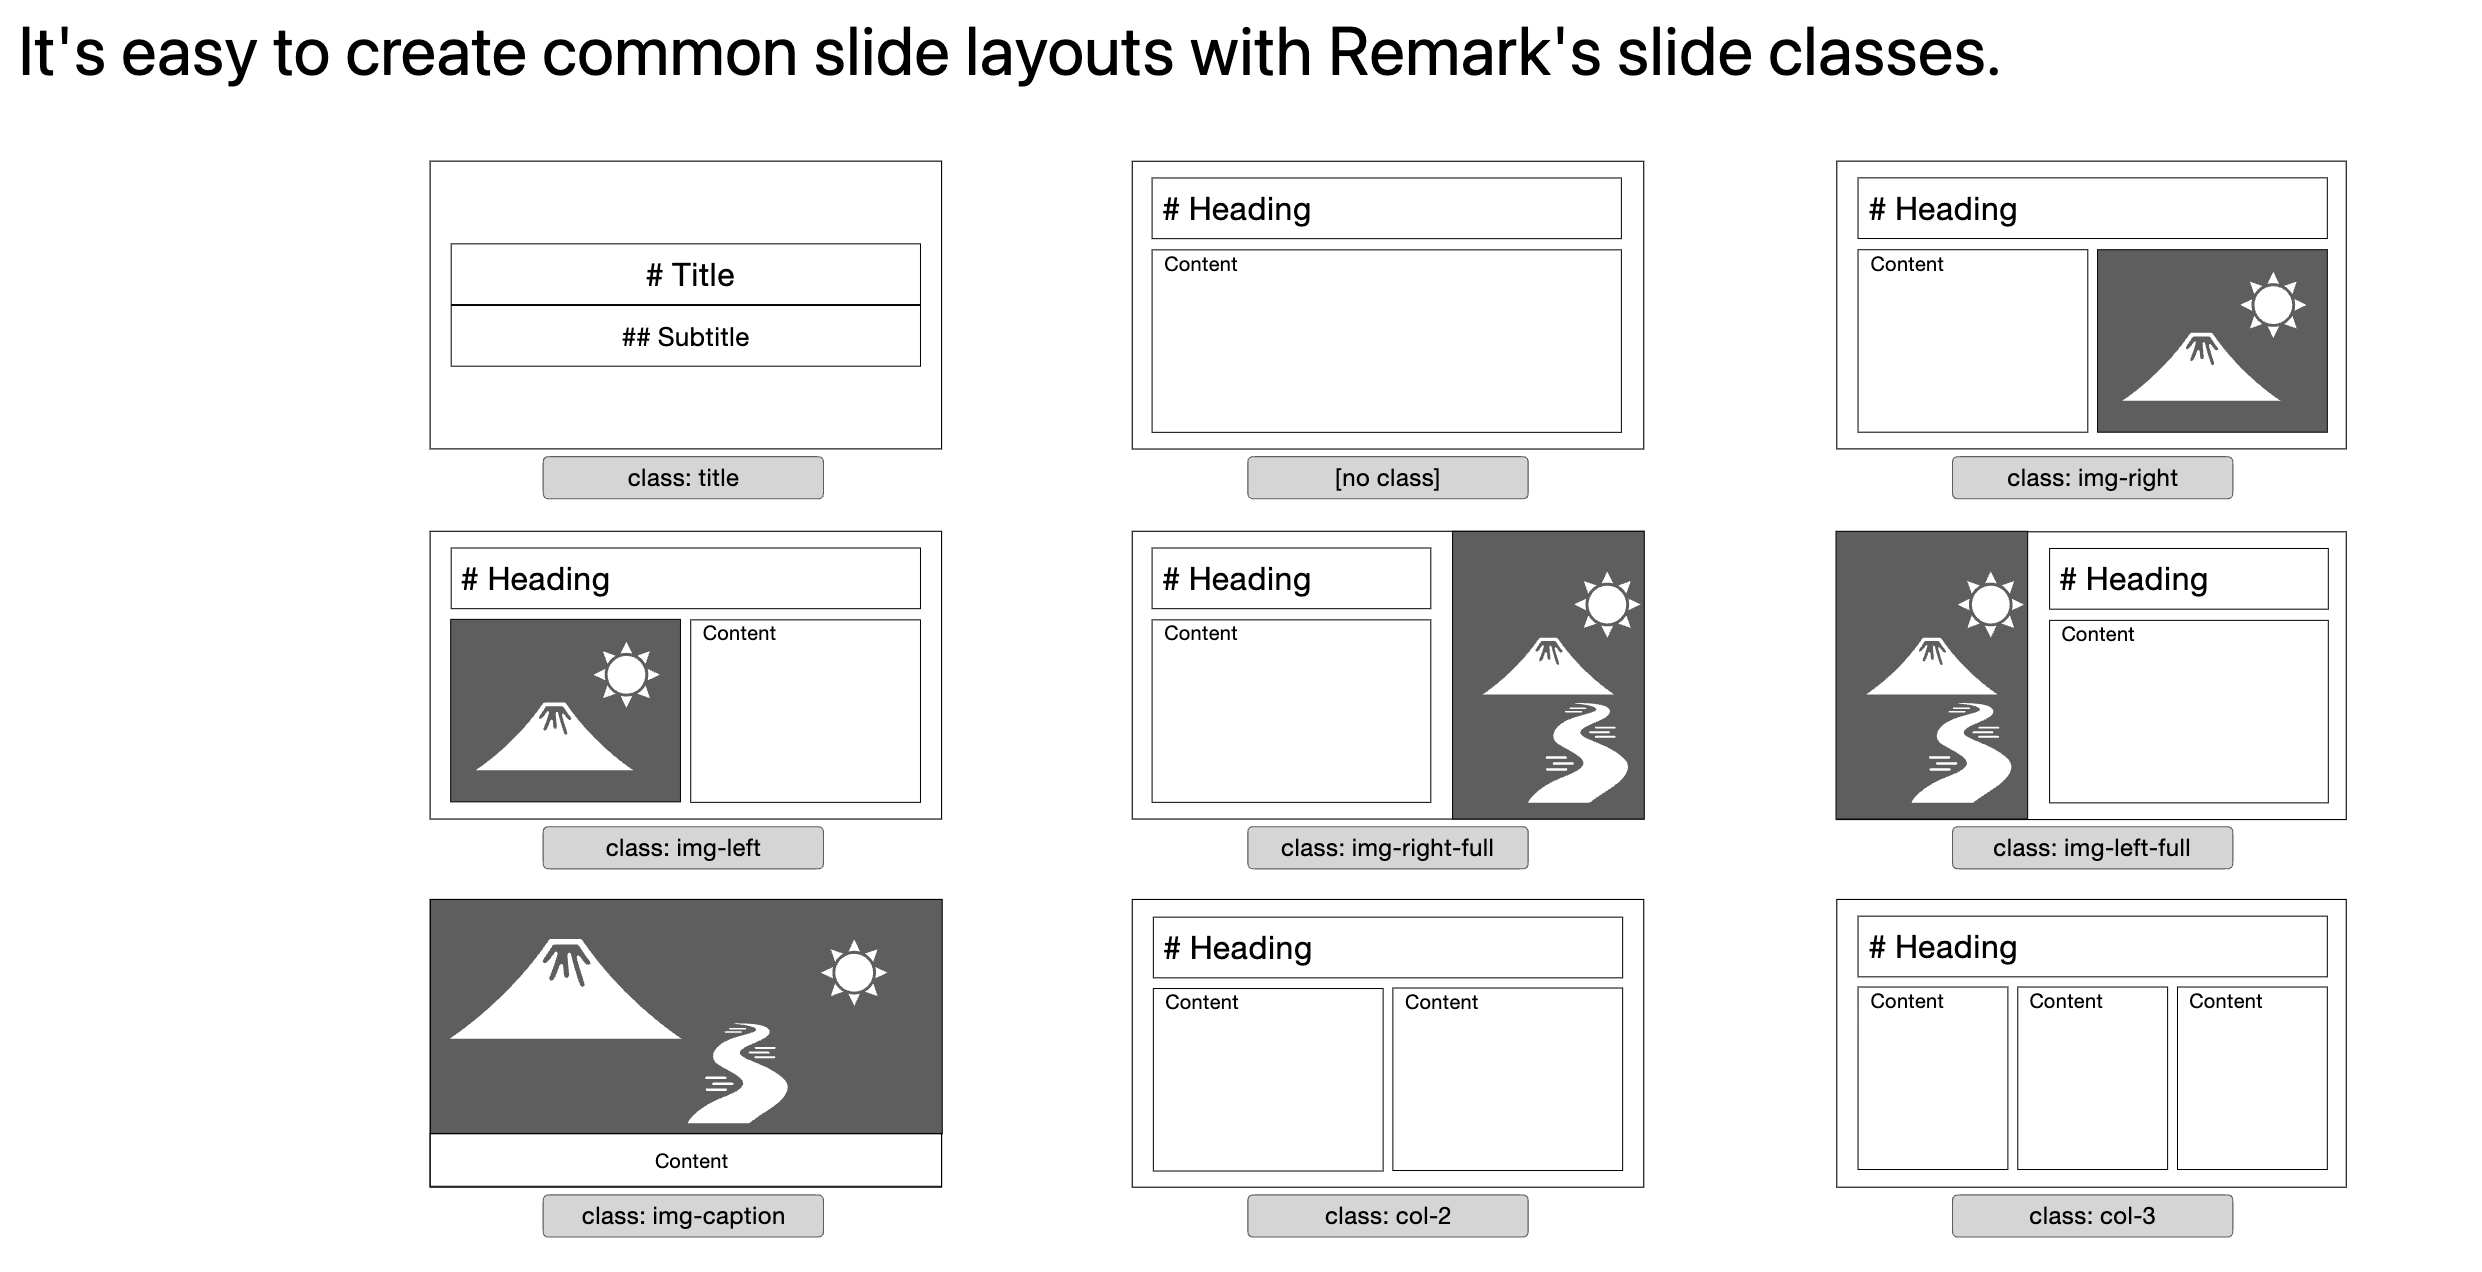 It's easy to create common slide layouts with Remark's slide classes.
# Title
## Subtitle
class: title
# Heading
Content
[no class]
# Heading
Content
class: img-right
# Heading
Content
class: img-left
# Heading
Content
class: img-right-full
# Heading
Content
class: img-left-full
Content
class: img-caption
# Heading
Content
Content
class: col-2
# Heading
Content
Content
Content
class: col-3